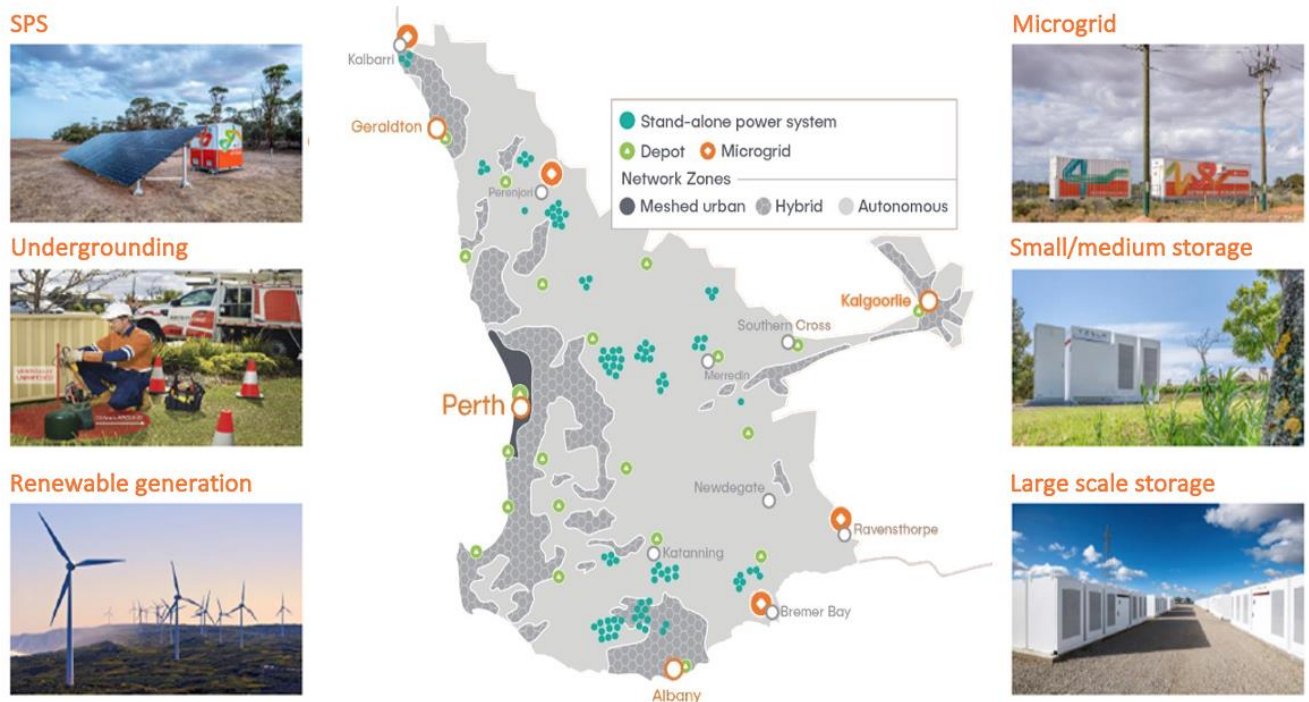 SPS
Undergrounding
Renewable generation
Kalbarri
Geraldton
Perenjori
Stand-alone power system
Depot Microgrid
Network Zones
Meshed urban Hybrid Autonomous
Kalgoorlie
Southern Cross
Merredin
Perth
Newdegate
Ravensthorpe
Katanning
Bremer Bay
Albany
Microgrid
Small/medium storage
TESLA
Large scale storage